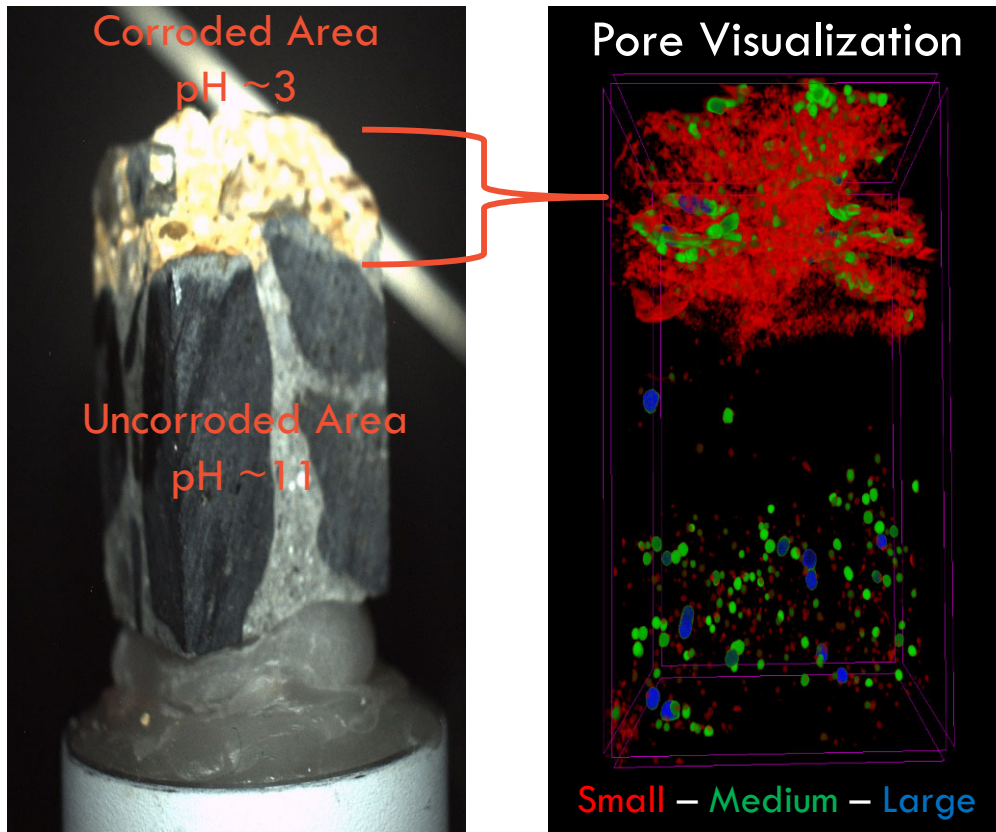 Corroded Area
pH ~3
Uncorroded Area
pH ~11
Pore Visualization
Small – Medium – Large